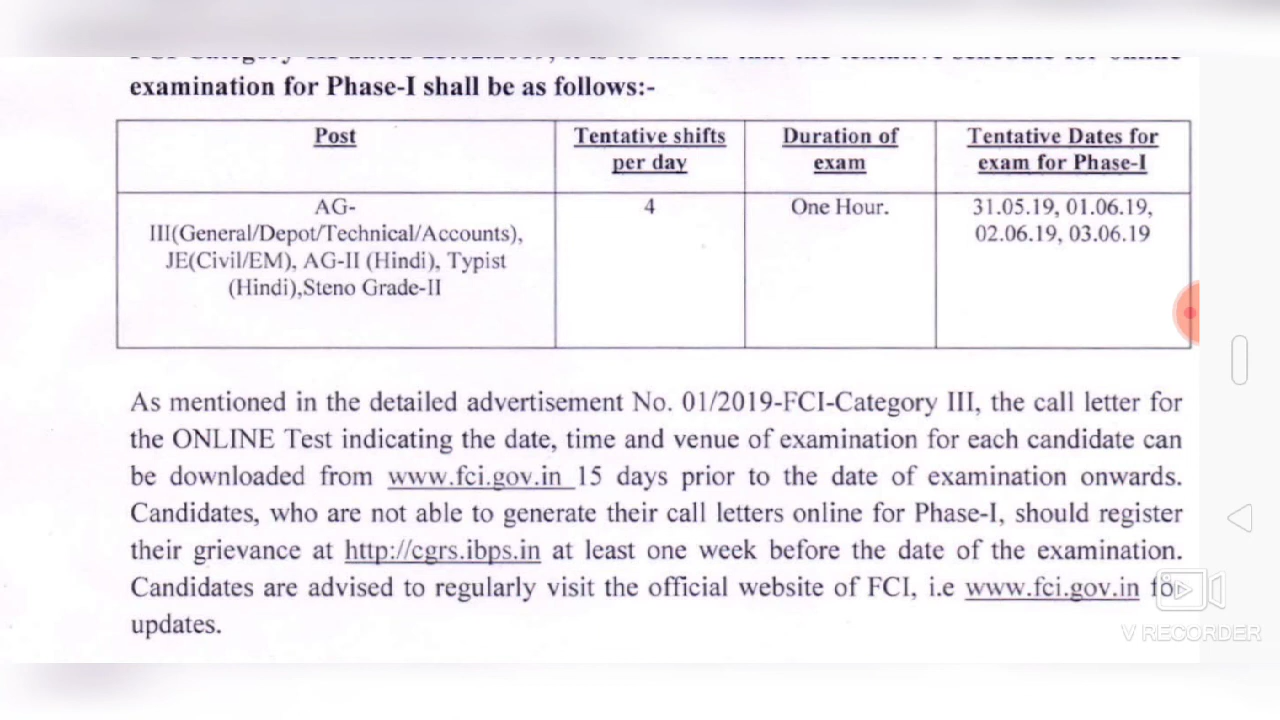 examination for Phase-I shall be as follows:-
Post
Tentative shifts
per day
Duration of
exam
Tentative Dates for
exam for Phase-I
AG-
III(General/Depot/Technical/Accounts),
JE(Civil/EM), AG-II (Hindi), Typist
(Hindi),Steno Grade-II
4
One Hour.
31.05.19, 01.06.19,
02.06.19, 03.06.19
As mentioned in the detailed advertisement No. 01/2019-FCI-Category III, the call letter for
the ONLINE Test indicating the date, time and venue of examination for each candidate can
be downloaded from www.fci.gov.in 15 days prior to the date of examination onwards.
Candidates, who are not able to generate their call letters online for Phase-I, should register
their grievance at http://cgrs.ibps.in at least one week before the date of the examination.
Candidates are advised to regularly visit the official website of FCI, i.e www.fci.gov.in for
updates.
V RECORDER